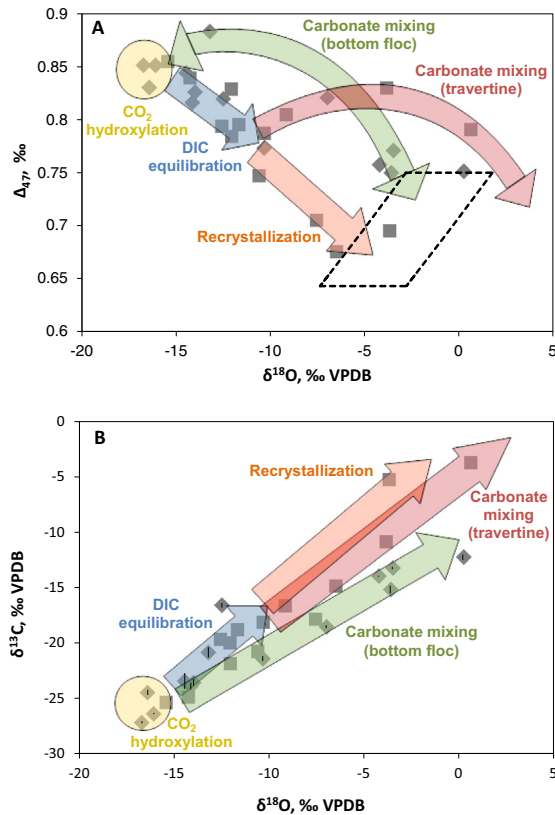 A
Carbonate mixing
(bottom floc)
Carbonate mixing
(travertine)
CO2
hydroxylation
DIC
equilibration
Recrystallization
0.9
0.85
0.8
0.75
0.7
0.65
0.6
Δ47, ‰
-20
-15
-10
-5
0
5
δ18O, ‰ VPDB
B
Recrystallization
Carbonate
mixing
(travertine)
DIC
equilibration
Carbonate mixing
(bottom floc)
CO2
hydroxylation
0
-5
-10
-15
-20
-25
-30
δ13C, ‰ VPDB
-20
-15
-10
-5
0
5
δ18O, ‰ VPDB